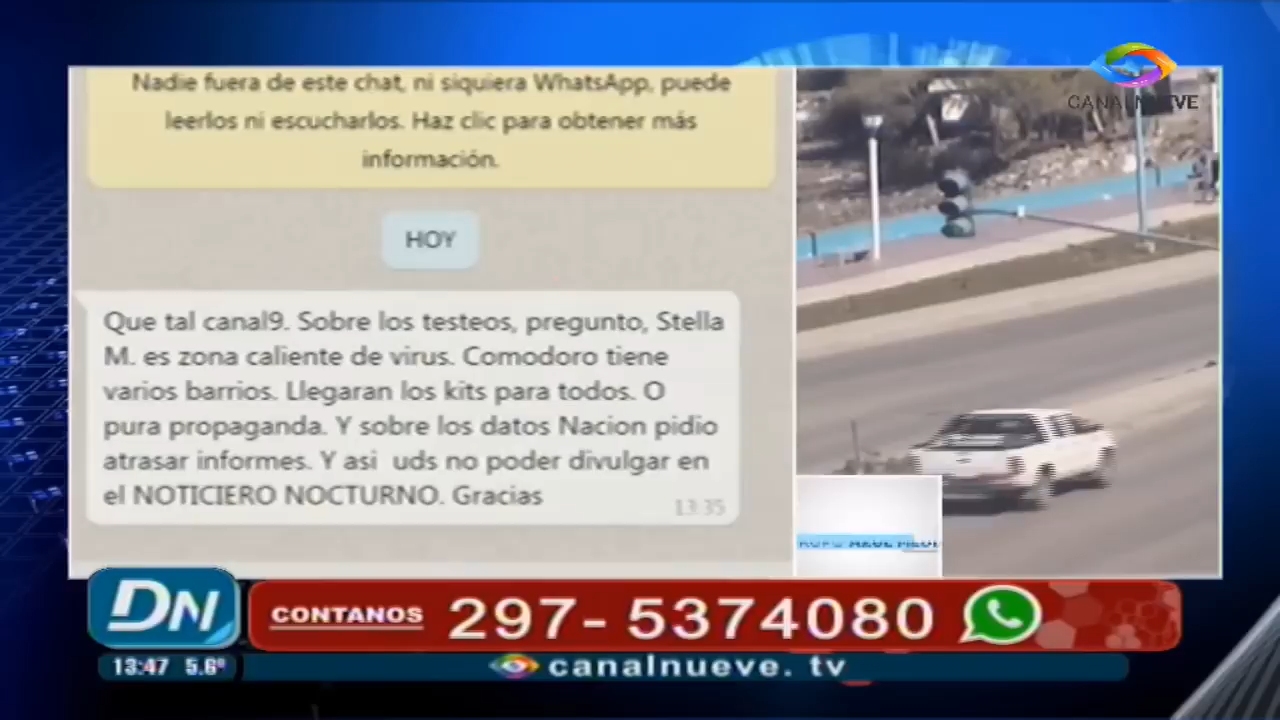 CANALNUEVE
Nadie fuera de este chat, ni siquiera WhatsApp, puede
leerlos ni escucharlos. Haz clic para obtener más
información.
HOY
Que tal canal9. Sobre los testeos, pregunto, Stella
M. es zona caliente de virus. Comodoro tiene
varios barrios. Llegaran los kits para todos. O
pura propaganda. Y sobre los datos Nacion pidio
atrasar informes. Y asi uds no poder divulgar en
el NOTICIERO NOCTURNO. Gracias
13:35
DN
CONTANOS 297- 5374080
13:47 5.6º
canalnueve. tv